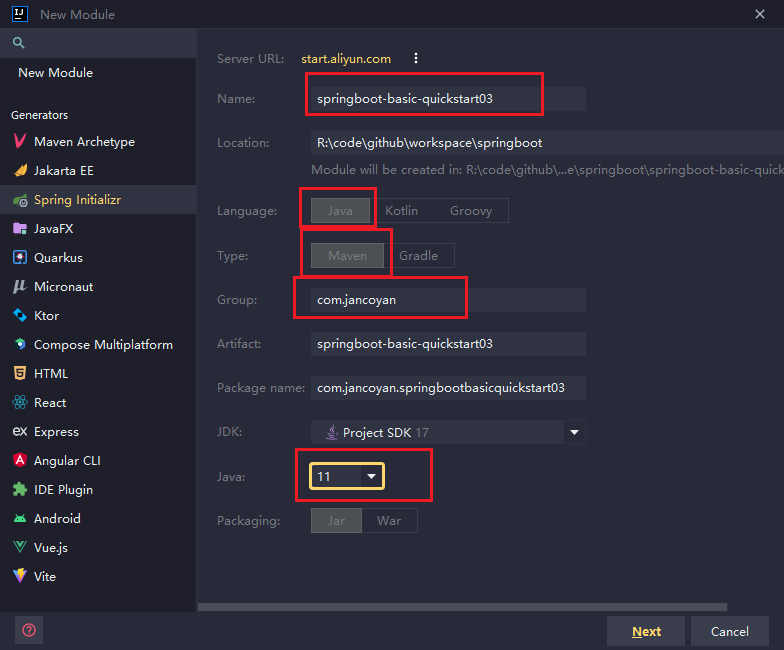 New Module
New Module
Generators
Maven Archetype
Jakarta EE
Spring Initializr
JavaFX
Quarkus
Micronaut
Ktor
Compose Multiplatform
HTML
React
Express
Angular CLI
IDE Plugin
Android
Vue.js
Vite
Server URL: start.aliyun.com
Name: springboot-basic-quickstart03
Location: R:\code\github\workspace\springboot
Module will be created in: R:\code\github\...e\springboot\springboot-basic-quick
Language: Java Kotlin Groovy
Type: Maven Gradle
Group: com.jancoyan
Artifact: springboot-basic-quickstart03
Package name: com.jancoyan.springbootbasicquickstart03
JDK: Project SDK 17
Java: 11
Packaging: Jar War
Next Cancel